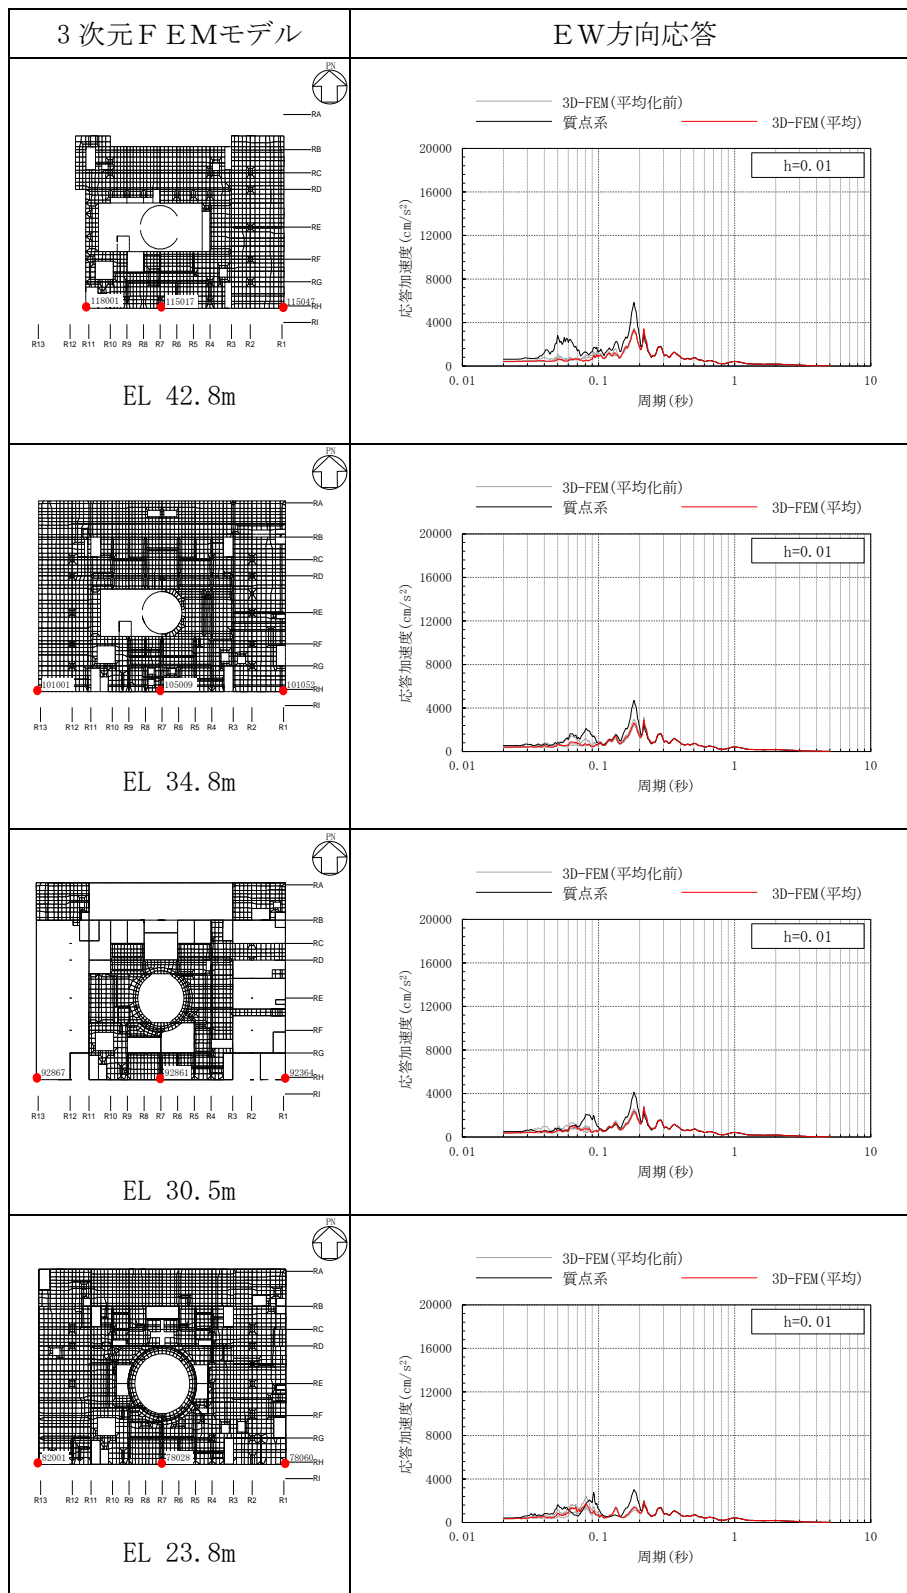 3次元FEMモデル
EW方向応答
PN
RA
RB
RC
RD
RE
RF
RG
RH
RI
118001
115017
115047
R13 R12 R11 R10 R9 R8 R7 R6 R5 R4 R3 R2 R1
EL 42.8m
3D-FEM(平均化前)
質点系
3D-FEM(平均)
h=0.01
20000
16000
12000
8000
4000
0
応答加速度(cm/s²)
0.01 0.1 1 10
周期(秒)
PN
RA
RB
RC
RD
RE
RF
RG
RH
RI
101001
105009
101052
R13 R12 R11 R10 R9 R8 R7 R6 R5 R4 R3 R2 R1
EL 34.8m
3D-FEM(平均化前)
質点系
3D-FEM(平均)
h=0.01
20000
16000
12000
8000
4000
0
応答加速度(cm/s²)
0.01 0.1 1 10
周期(秒)
PN
RA
RB
RC
RD
RE
RF
RG
RH
RI
92867
92861
92364
R13 R12 R11 R10 R9 R8 R7 R6 R5 R4 R3 R2 R1
EL 30.5m
3D-FEM(平均化前)
質点系
3D-FEM(平均)
h=0.01
20000
16000
12000
8000
4000
0
応答加速度(cm/s²)
0.01 0.1 1 10
周期(秒)
PN
RA
RB
RC
RD
RE
RF
RG
RH
RI
82001
78028
78060
R13 R12 R11 R10 R9 R8 R7 R6 R5 R4 R3 R2 R1
EL 23.8m
3D-FEM(平均化前)
質点系
3D-FEM(平均)
h=0.01
20000
16000
12000
8000
4000
0
応答加速度(cm/s²)
0.01 0.1 1 10
周期(秒)